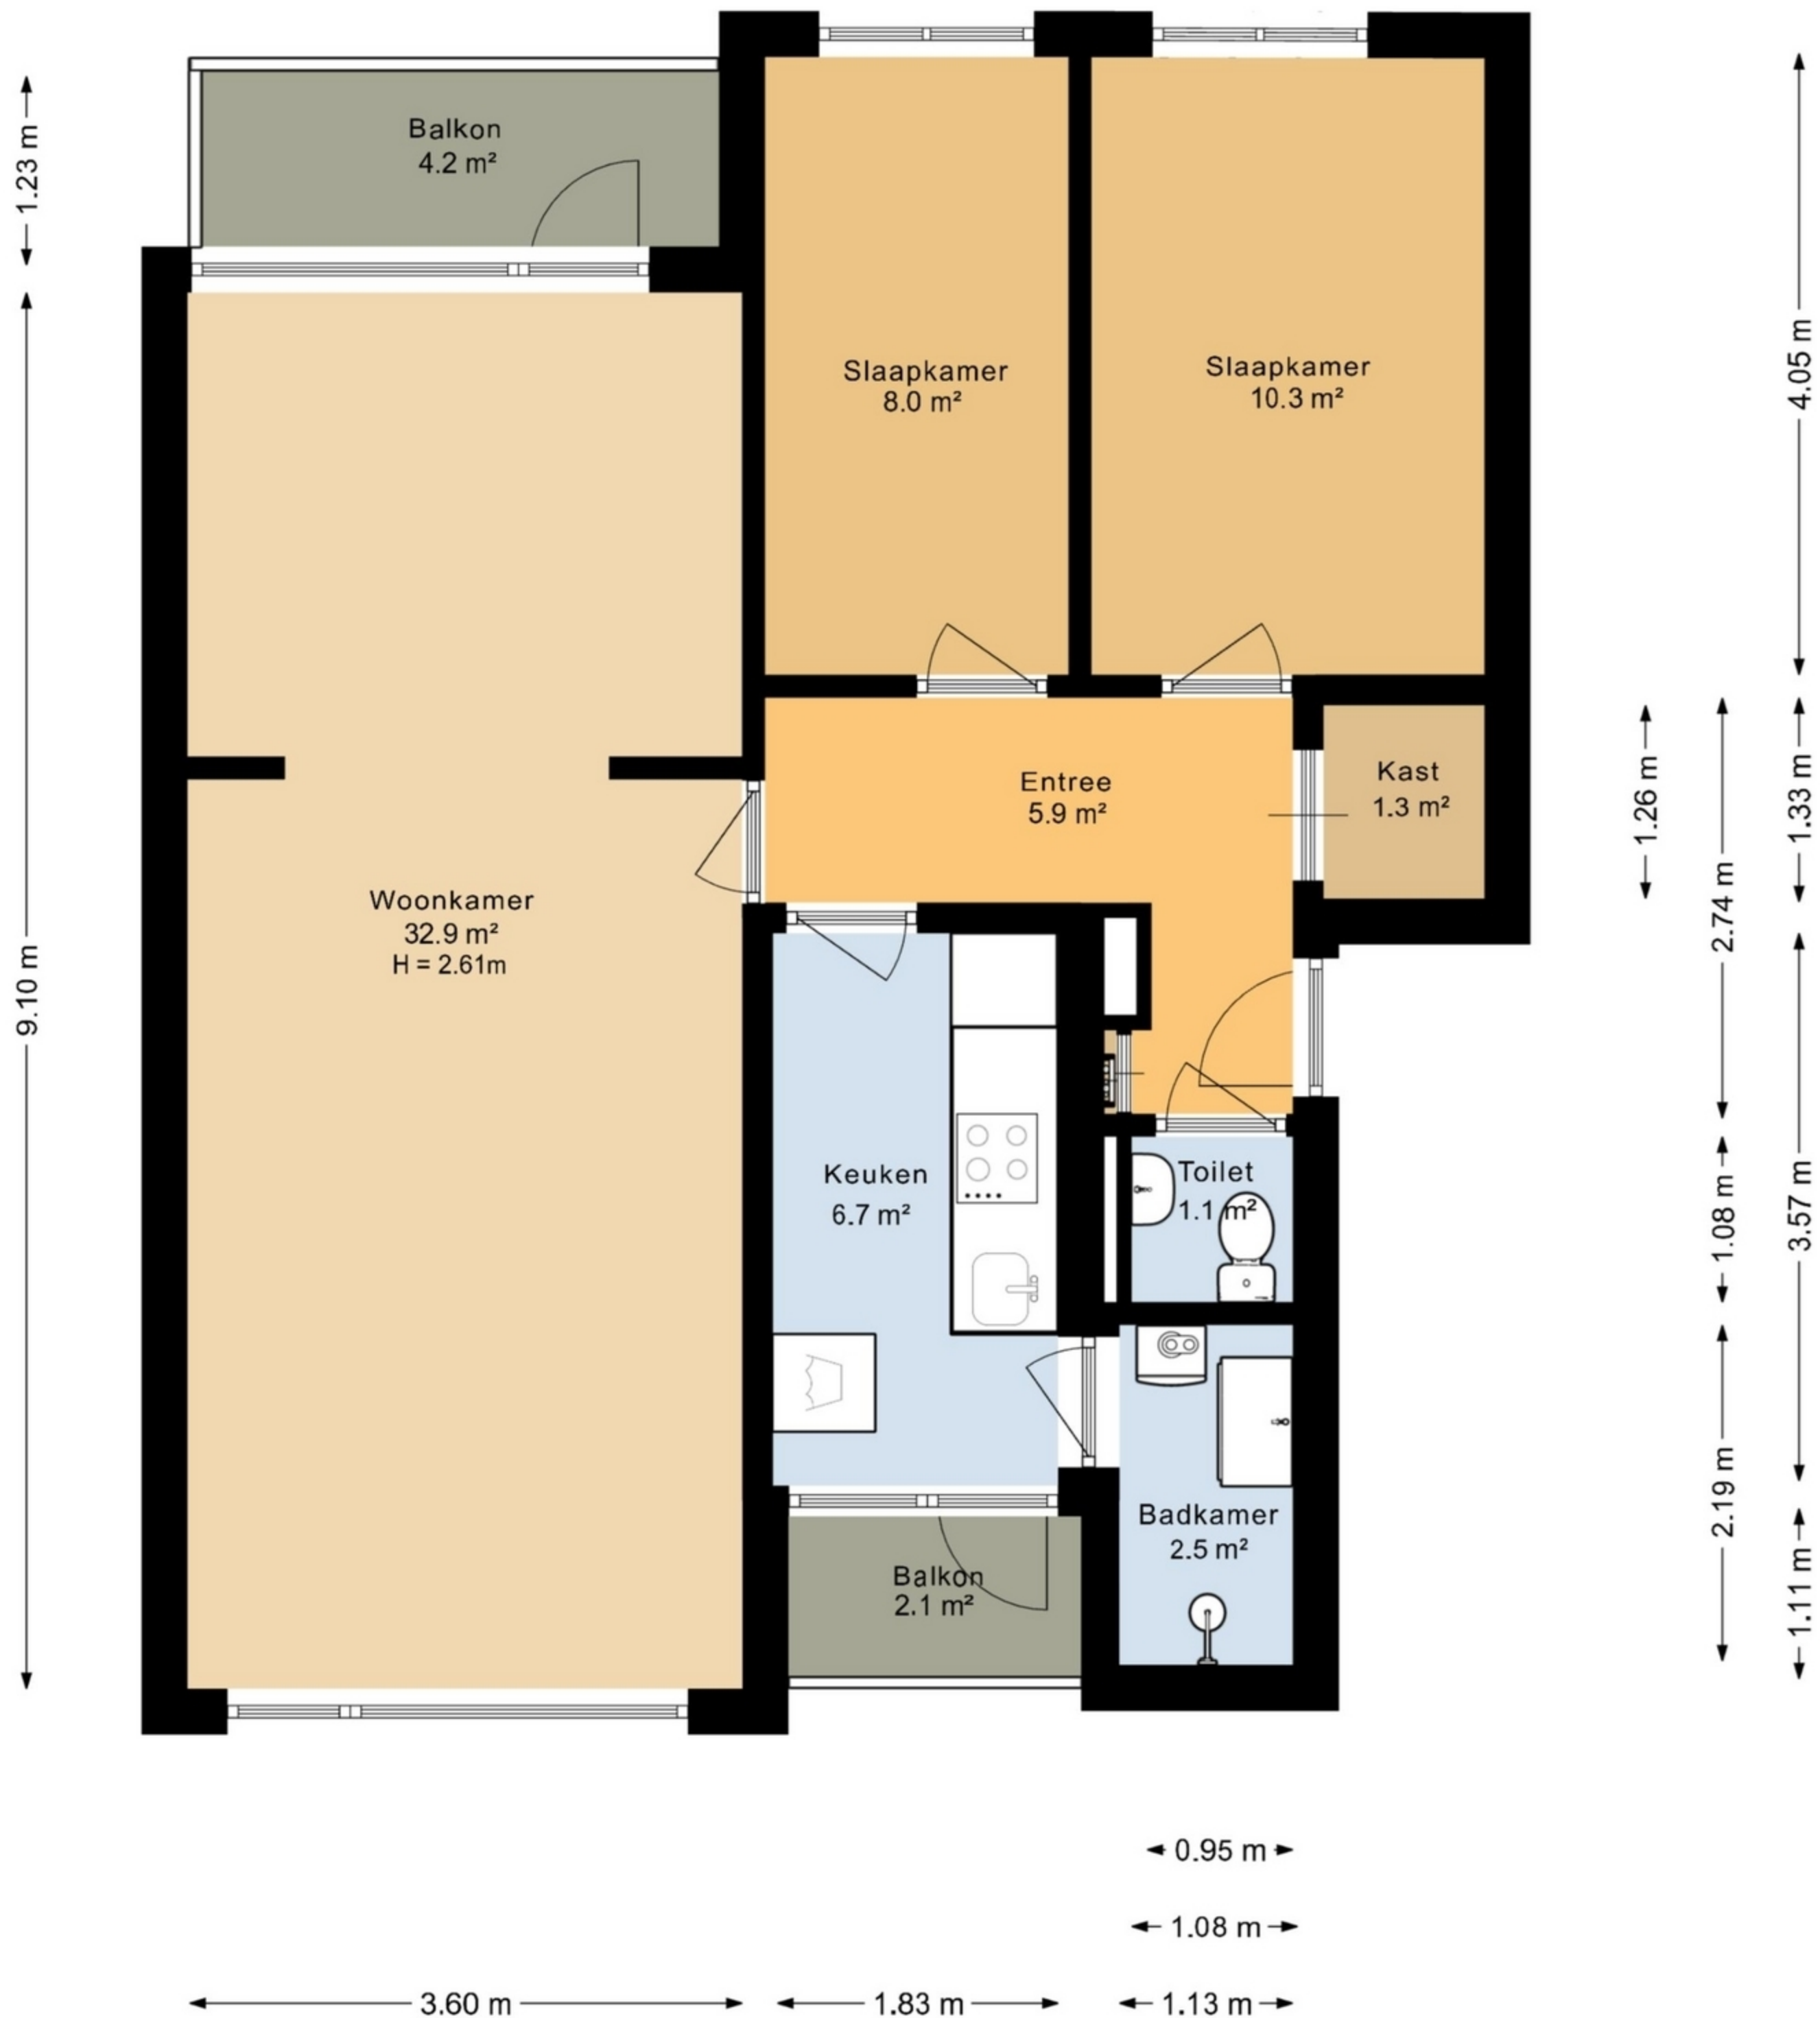 Balkon
4.2 m²
1.23 m
Slaapkamer
8.0 m²
Slaapkamer
10.3 m²
4.05 m
Entree
5.9 m²
Kast
1.3 m²
1.26 m
1.33 m
2.74 m
Woonkamer
32.9 m²
H = 2.61m
9.10 m
Keuken
6.7 m²
Toilet
1.1 m²
1.08 m
3.57 m
Badkamer
2.5 m²
2.19 m
Balkon
2.1 m²
1.11 m
0.95 m
1.08 m
3.60 m
1.83 m
1.13 m